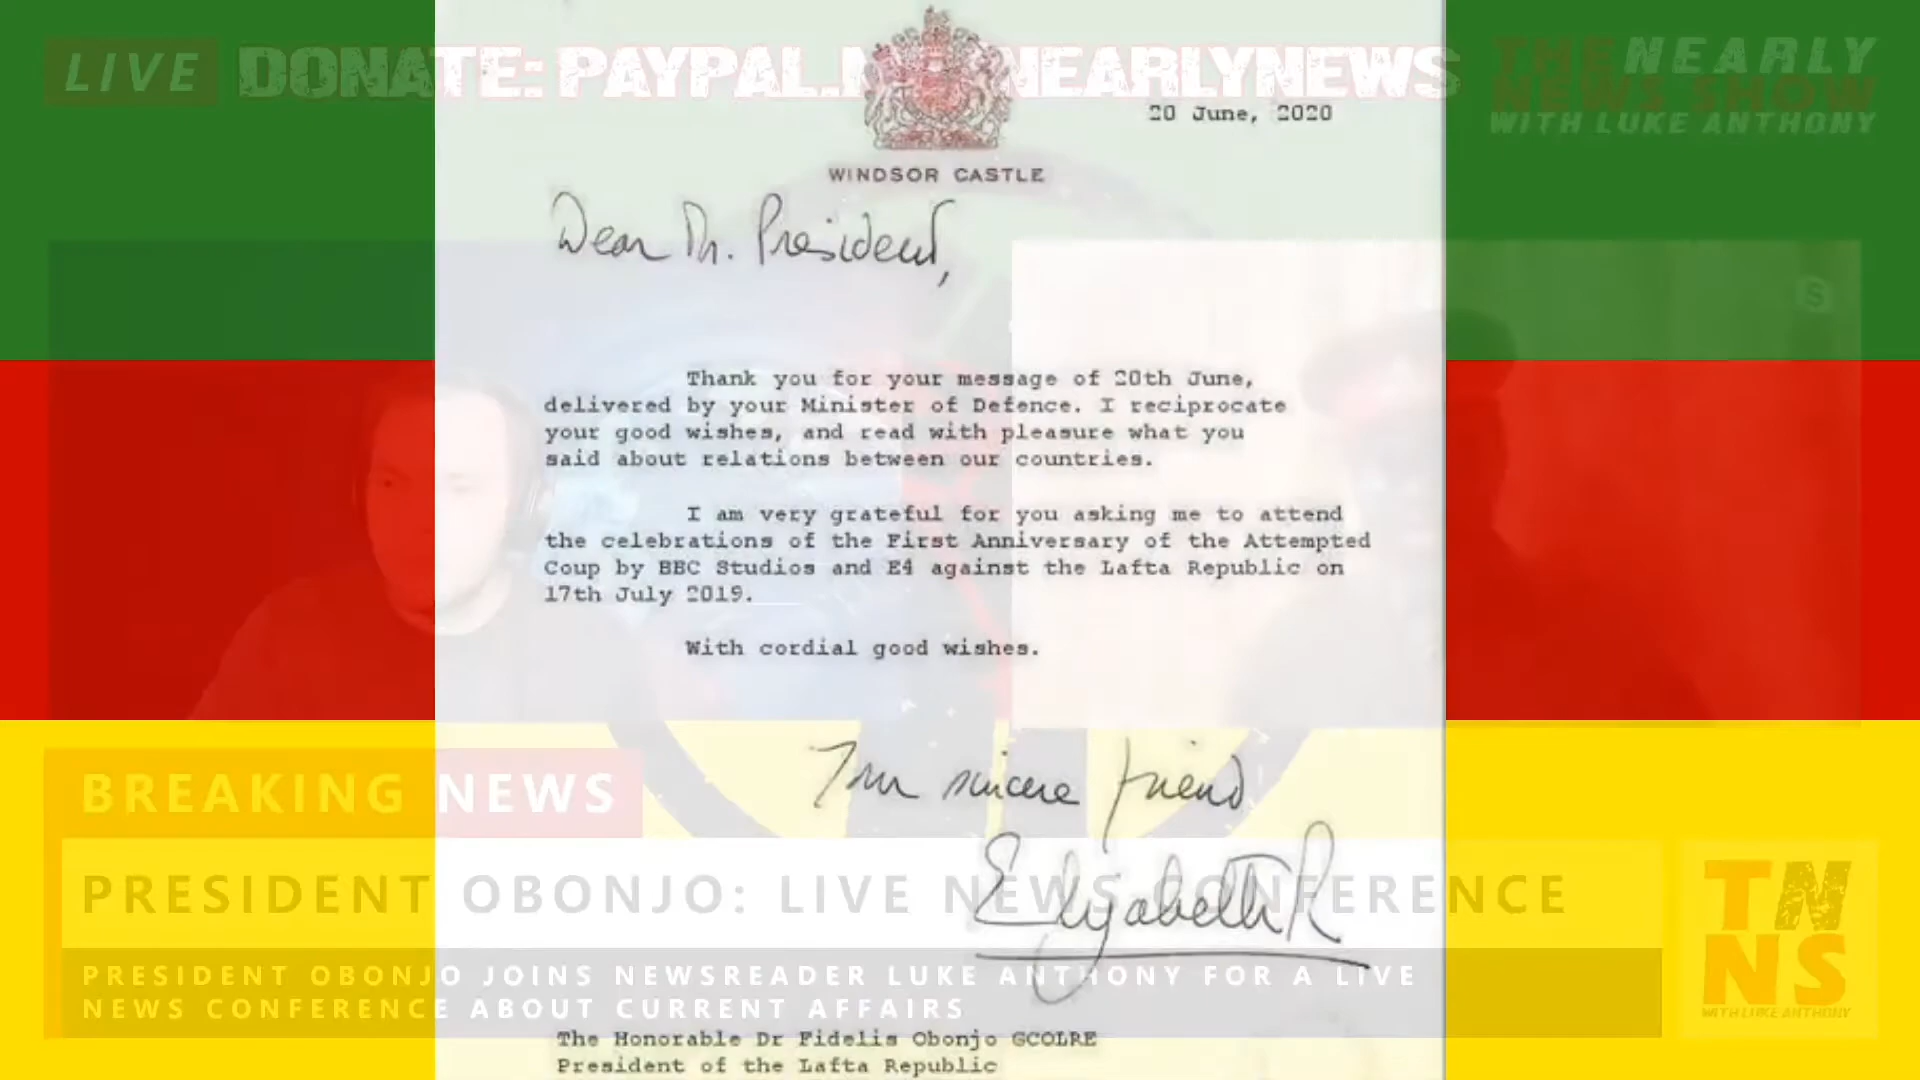 LIVE DONATE: PAYPAL.M NEARLYNEWS
THE NEARLY
NEWS SHOW
WITH LUKE ANTHONY
20 June, 2020
WINDSOR CASTLE
Dear Mr. President,
Thank you for your message of 20th June,
delivered by your Minister of Defence. I reciprocate
your good wishes, and read with pleasure what you
said about relations between our countries.
I am very grateful for you asking me to attend
the celebrations of the First Anniversary of the Attempted
Coup by BBC Studios and E4 against the Lafta Republic on
17th July 2019.
With cordial good wishes.
Your sincere friend
Elizabeth R
BREAKING NEWS
PRESIDENT OBONJO: LIVE NEWS CONFERENCE
PRESIDENT OBONJO JOINS NEWSREADER LUKE ANTHONY FOR A LIVE
NEWS CONFERENCE ABOUT CURRENT AFFAIRS
TN
NS
WITH LUKE ANTHONY
The Honorable Dr Fidelis Obonjo GCOLRE
President of the Lafta Republic